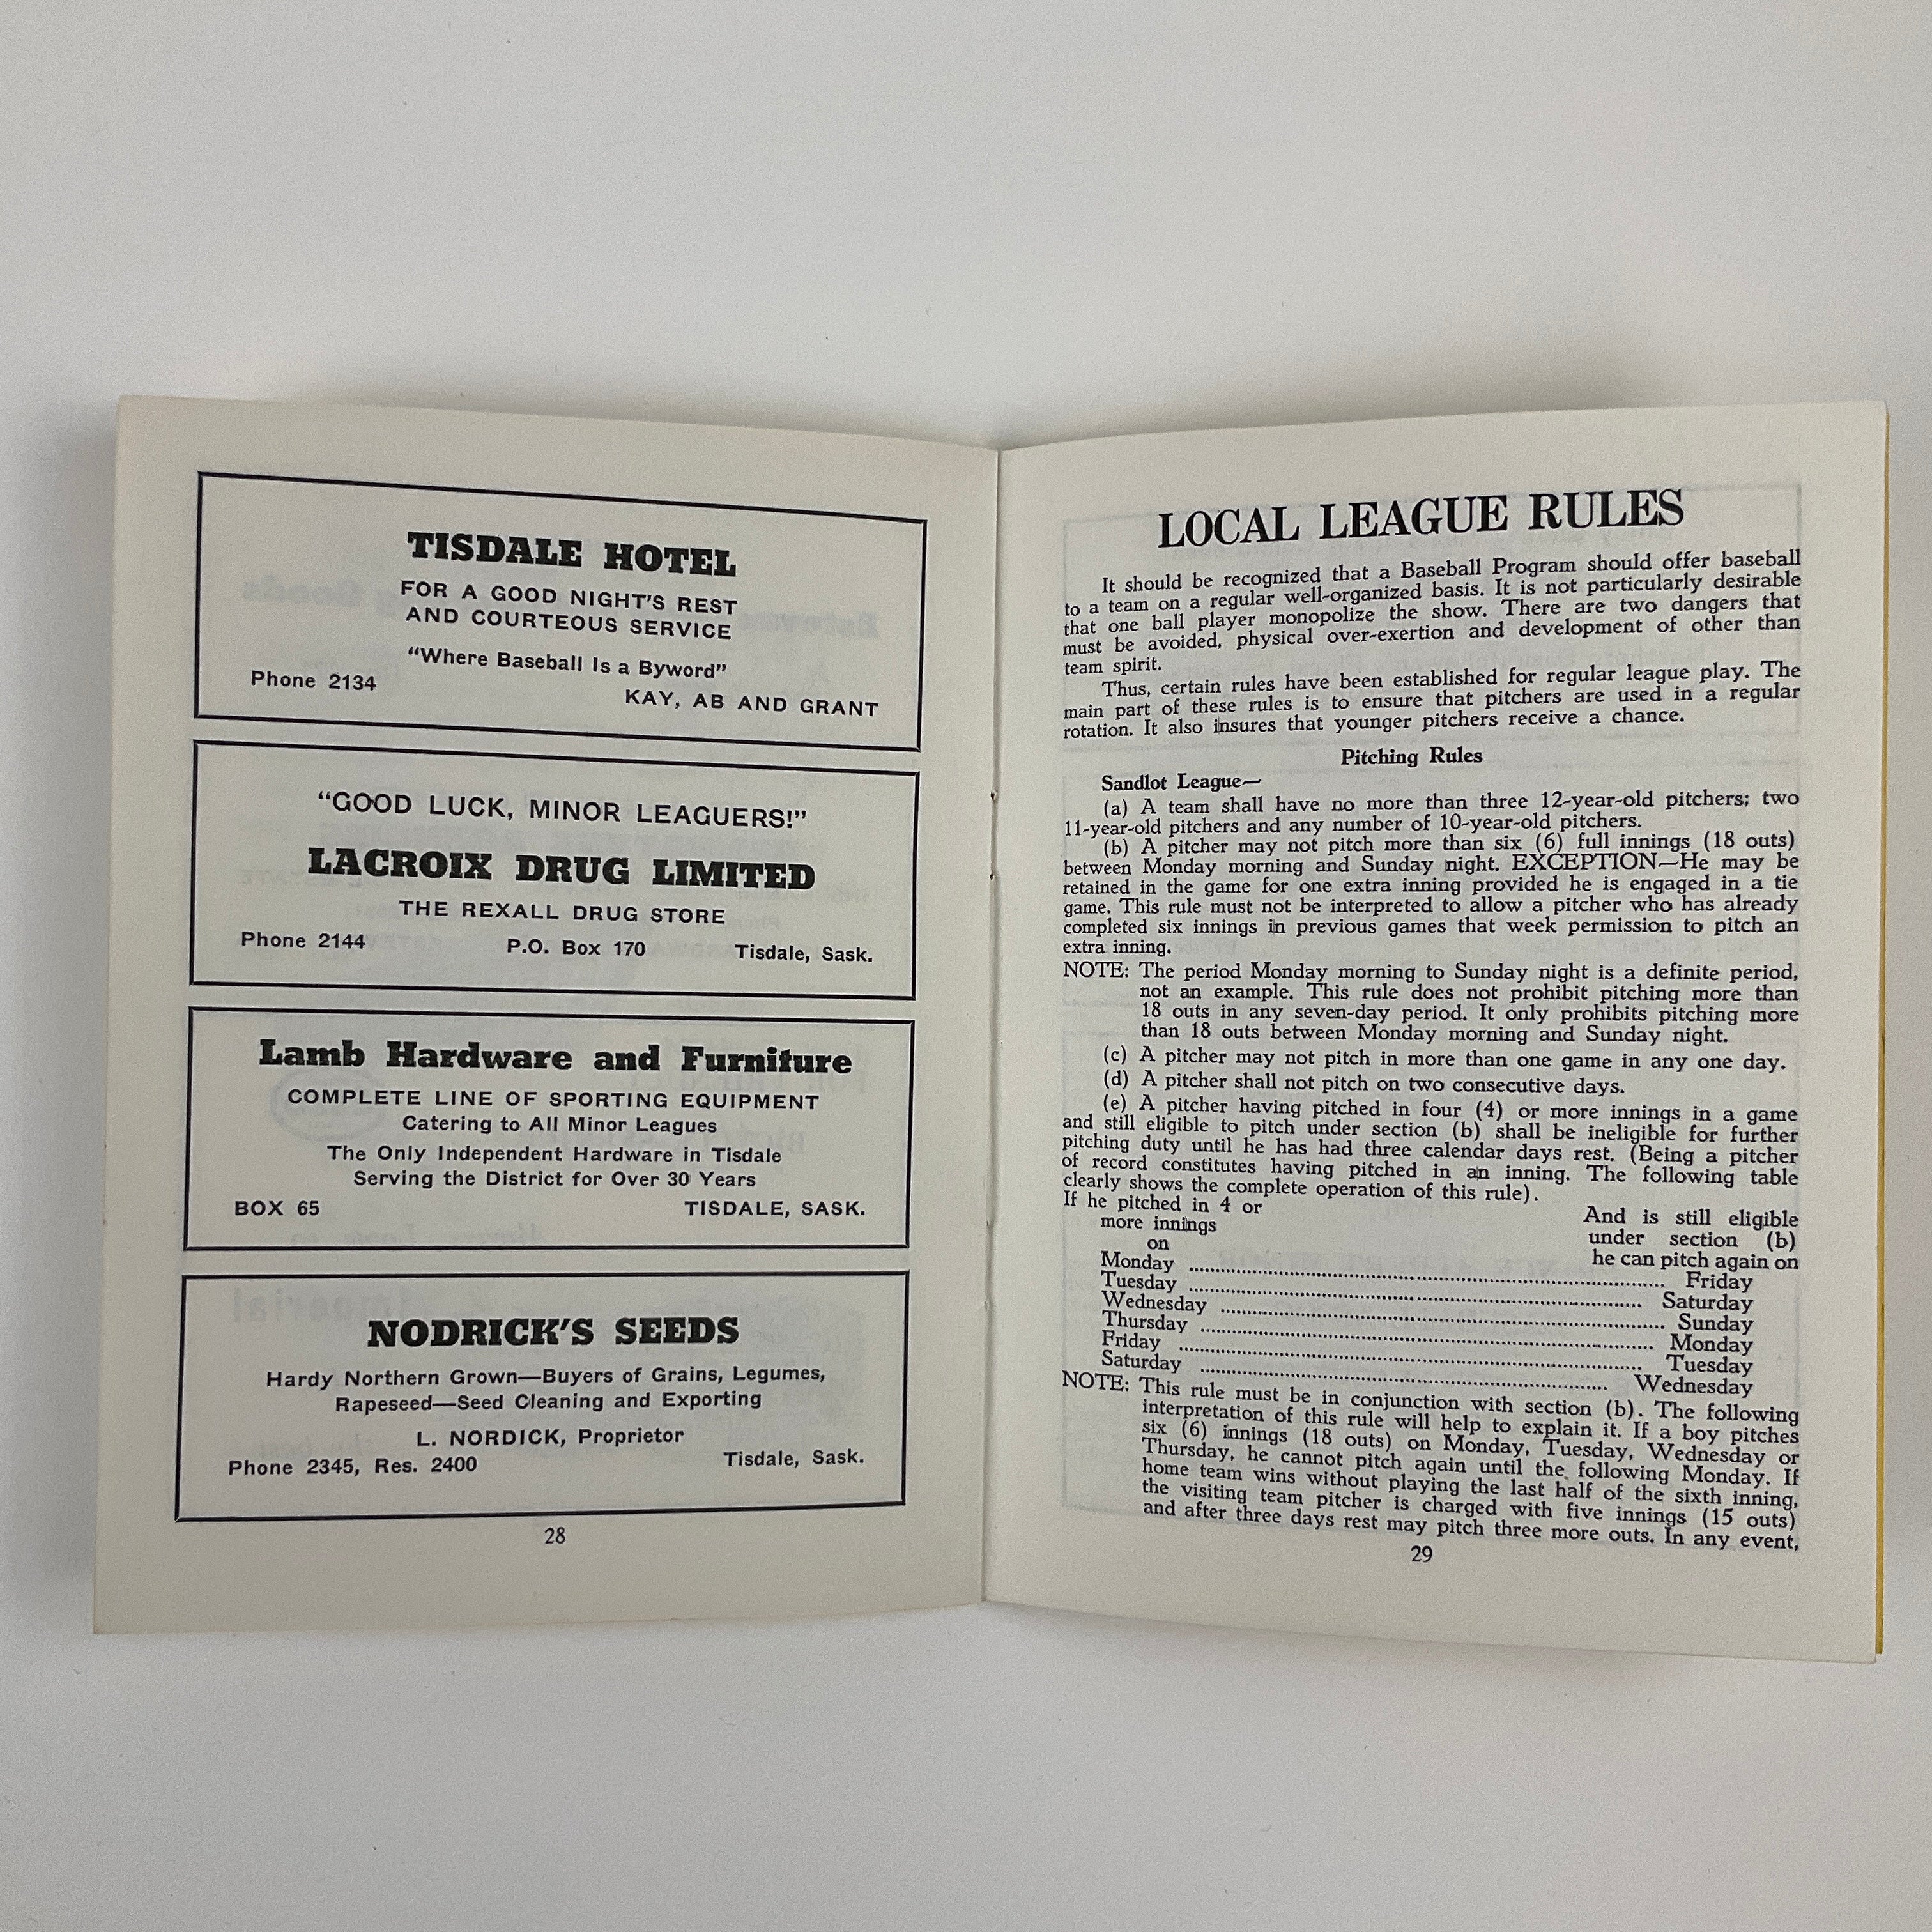 TISDALE HOTEL
FOR A GOOD NIGHT'S REST
AND COURTEOUS SERVICE
"Where Baseball Is a Byword"
Phone 2134
KAY, AB AND GRANT
"GOOD LUCK, MINOR LEAGUERS!"
LACROIX DRUG LIMITED
THE REXALL DRUG STORE
Phone 2144 P.O. Box 170 Tisdale, Sask.
Lamb Hardware and Furniture
COMPLETE LINE OF SPORTING EQUIPMENT
Catering to All Minor Leagues
The Only Independent Hardware in Tisdale
Serving the District for Over 30 Years
BOX 65 TISDALE, SASK.
NODRICK'S SEEDS
Hardy Northern Grown—Buyers of Grains, Legumes,
Rapeseed—Seed Cleaning and Exporting
L. NORDICK, Proprietor
Phone 2345, Res. 2400 Tisdale, Sask.
28
LOCAL LEAGUE RULES
It should be recognized that a Baseball Program should offer baseball
to a team on a regular well-organized basis. It is not particularly desirable
that one ball player monopolize the show. There are two dangers that
must be avoided, physical over-exertion and development of other than
team spirit.
Thus, certain rules have been established for regular league play. The
main part of these rules is to ensure that pitchers are used in a regular
rotation. It also insures that younger pitchers receive a chance.
Pitching Rules
Sandlot League—
(a) A team shall have no more than three 12-year-old pitchers; two
11-year-old pitchers and any number of 10-year-old pitchers.
(b) A pitcher may not pitch more than six (6) full innings (18 outs)
between Monday morning and Sunday night. EXCEPTION—He may be
retained in the game for one extra inning provided he is engaged in a tie
game. This rule must not be interpreted to allow a pitcher who has already
completed six innings in previous games that week permission to pitch an
extra inning.
NOTE: The period Monday morning to Sunday night is a definite period,
not an example. This rule does not prohibit pitching more than
18 outs in any seven-day period. It only prohibits pitching more
than 18 outs between Monday morning and Sunday night.
(c) A pitcher may not pitch in more than one game in any one day.
(d) A pitcher shall not pitch on two consecutive days.
(e) A pitcher having pitched in four (4) or more innings in a game
and still eligible to pitch under section (b) shall be ineligible for further
pitching duty until he has had three calendar days rest. (Being a pitcher
of record constitutes having pitched in an inning. The following table
clearly shows the complete operation of this rule).
If he pitched in 4 or And is still eligible
more innings under section (b)
on he can pitch again on
Monday ........ Friday
Tuesday ........ Saturday
Wednesday ........ Sunday
Thursday ........ Monday
Friday ........ Tuesday
Saturday ........ Wednesday
NOTE: This rule must be in conjunction with section (b). The following
interpretation of this rule will help to explain it. If a boy pitches
six (6) innings (18 outs) on Monday, Tuesday, Wednesday or
Thursday, he cannot pitch again until the following Monday. If
home team wins without playing the last half of the sixth inning,
the visiting team pitcher is charged with five innings (15 outs)
and after three days rest may pitch three more outs. In any event,
29